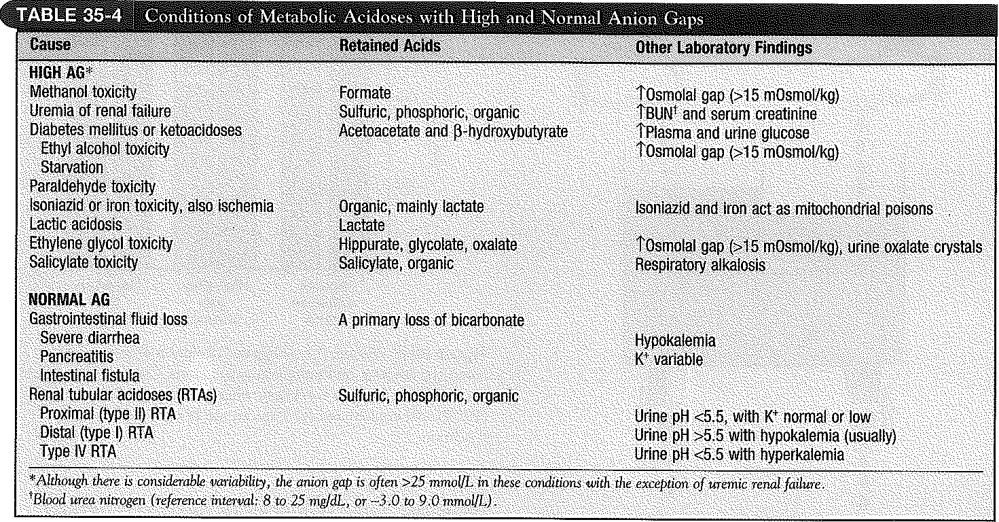 TABLE 35-4 Conditions of Metabolic Acidoses with High and Normal Anion Gaps
Cause Retained Acids Other Laboratory Findings
HIGH AG*
Methanol toxicity Formate ↑Osmolal gap (>15 mOsmol/kg)
Uremia of renal failure Sulfuric, phosphoric, organic ↑BUN† and serum creatinine
Diabetes mellitus or ketoacidoses Acetoacetate and β-hydroxybutyrate ↑Plasma and urine glucose
Ethyl alcohol toxicity ↑Osmolal gap (>15 mOsmol/kg)
Starvation
Paraldehyde toxicity
Isoniazid or iron toxicity, also ischemia Organic, mainly lactate Isoniazid and iron act as mitochondrial poisons
Lactic acidosis Lactate
Ethylene glycol toxicity Hippurate, glycolate, oxalate ↑Osmolal gap (>15 mOsmol/kg), urine oxalate crystals
Salicylate toxicity Salicylate, organic Respiratory alkalosis
NORMAL AG
Gastrointestinal fluid loss A primary loss of bicarbonate
Severe diarrhea Hypokalemia
Pancreatitis K⁺ variable
Intestinal fistula
Renal tubular acidoses (RTAs) Sulfuric, phosphoric, organic
Proximal (type II) RTA Urine pH <5.5, with K⁺ normal or low
Distal (type I) RTA Urine pH >5.5 with hypokalemia (usually)
Type IV RTA Urine pH <5.5 with hyperkalemia
*Although there is considerable variability, the anion gap is often >25 mmol/L in these conditions with the exception of uremic renal failure.
†Blood urea nitrogen (reference interval: 8 to 25 mg/dL, or ~3.0 to 9.0 mmol/L).